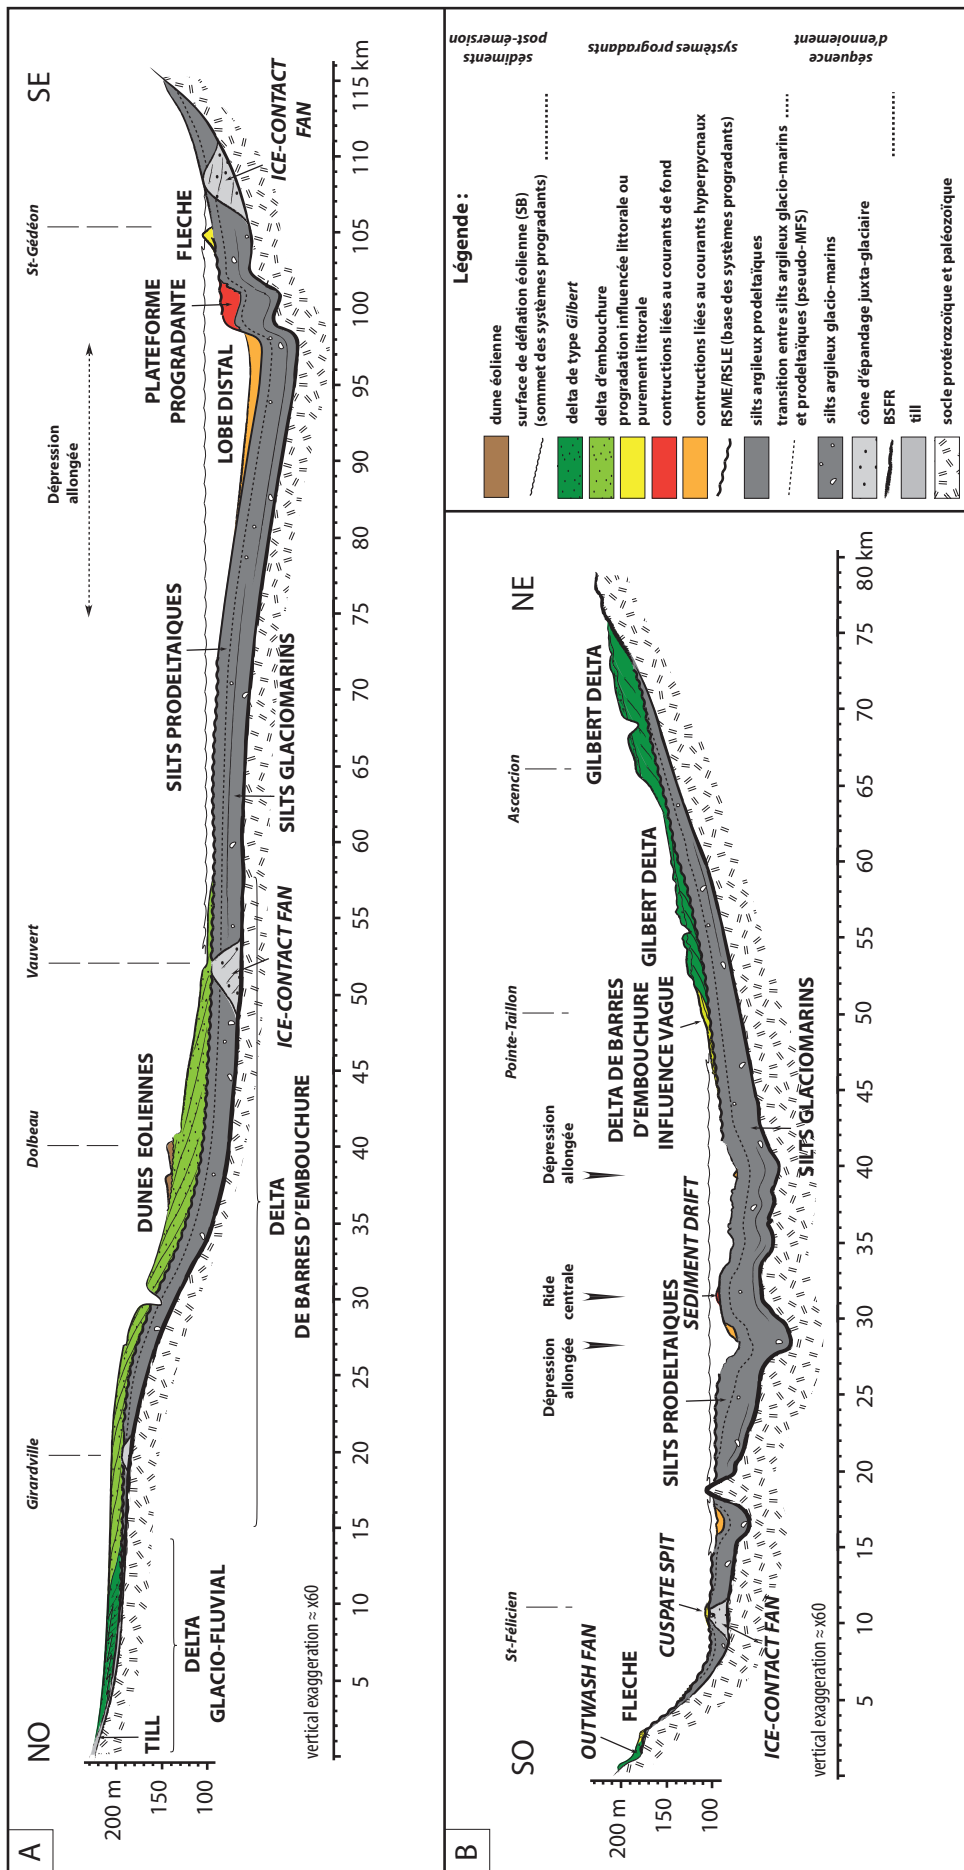 A
NO
SE
Girardville
Dolbeau
Vauvert
St-Gédéon
Dépression
allongée
200 m
150
100
TILL
DELTA
GLACIO-FLUVIAL
DUNES EOLIENNES
DELTA
DE BARRES D'EMBOUCHURE
ICE-CONTACT FAN
SILTS PRODELTAIQUES
SILTS GLACIOMARINS
LOBE DISTAL
PLATEFORME
PROGRADANTE
FLECHE
ICE-CONTACT
FAN
vertical exaggeration ≈ x60
5
10
15
20
25
30
35
40
45
50
55
60
65
70
75
80
85
90
95
100
105
110
115 km
B
SO
NE
St-Félicien
Dépression
allongée
Ride
centrale
Dépression
allongée
Pointe-Taillon
Ascencion
200 m
150
100
OUTWASH FAN
FLECHE
CUSPATE SPIT
ICE-CONTACT FAN
SILTS PRODELTAIQUES
SEDIMENT DRIFT
DELTA DE BARRES
D'EMBOUCHURE
INFLUENCE VAGUE
SILTS GLACIOMARINS
GILBERT DELTA
GILBERT DELTA
vertical exaggeration ≈ x60
5
10
15
20
25
30
35
40
45
50
55
60
65
70
75
80 km
Légende :
dune éolienne
surface de déflation éolienne (SB)
(sommet des systèmes progradants)
delta de type Gilbert
delta d'embouchure
progradation influencée littorale ou
purement littorale
contructions liées au courants de fond
contructions liées au courants hyperpycnaux
RSME/RSLE (base des systèmes progradants)
silts argileux prodeltaïques
transition entre silts argileux glacio-marins
et prodeltaïques (pseudo-MFS)
silts argileux glacio-marins
cône d'épandage juxta-glaciaire
BSFR
till
socle protérozoïque et paléozoïque
sédiments
post-émersion
systèmes progradants
séquence
d'ennoiement